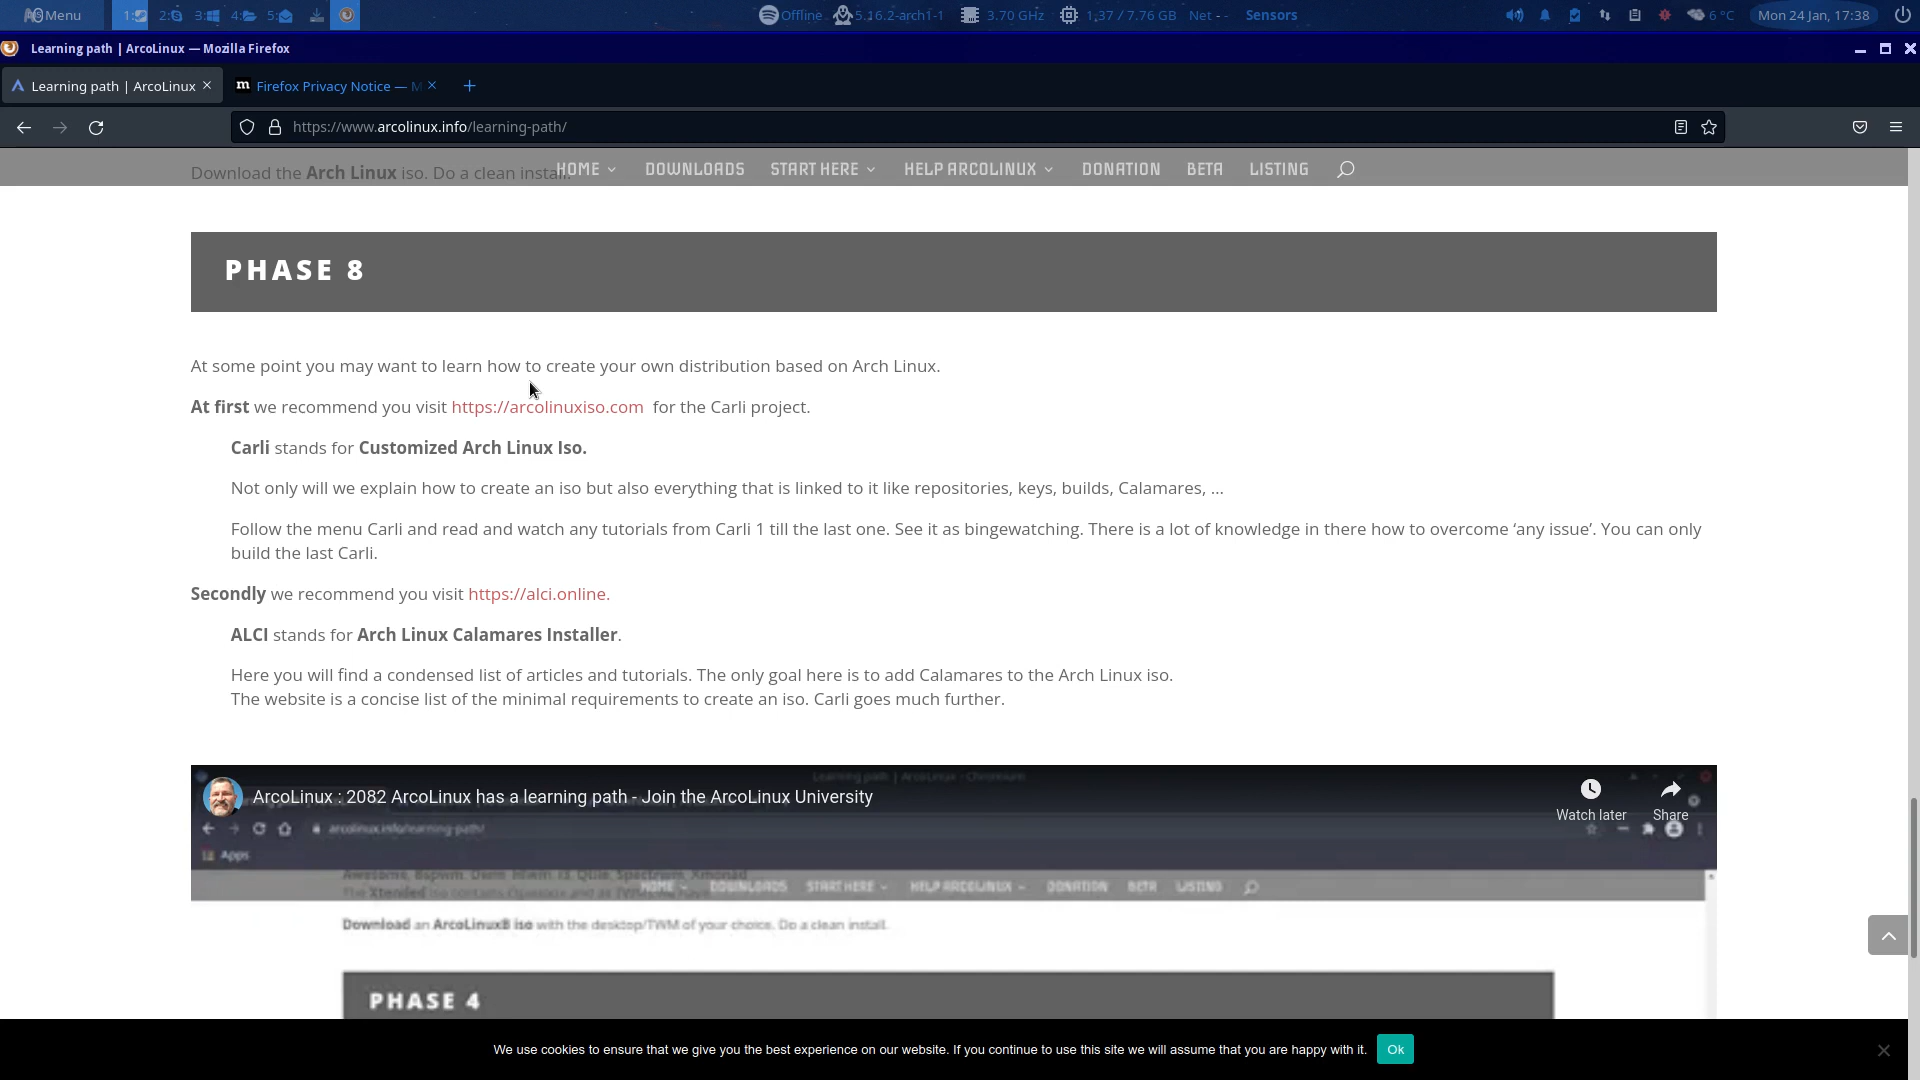 Menu 1: 2: 3: 4: 5: Offline 5.16.2-arch1-1 3.70 GHz 1.37 / 7.76 GB Net - - Sensors 6 °C Mon 24 Jan, 17:38
Learning path | ArcoLinux — Mozilla Firefox
Learning path | ArcoLinux Firefox Privacy Notice — M
https://www.arcolinux.info/learning-path/
Download the Arch Linux iso. Do a clean install.
HOME DOWNLOADS START HERE HELP ARCOLINUX DONATION BETA LISTING
PHASE 8
At some point you may want to learn how to create your own distribution based on Arch Linux.
At first we recommend you visit https://arcolinuxiso.com for the Carli project.
Carli stands for Customized Arch Linux Iso.
Not only will we explain how to create an iso but also everything that is linked to it like repositories, keys, builds, Calamares, …
Follow the menu Carli and read and watch any tutorials from Carli 1 till the last one. See it as bingewatching. There is a lot of knowledge in there how to overcome ‘any issue’. You can only
build the last Carli.
Secondly we recommend you visit https://alci.online.
ALCI stands for Arch Linux Calamares Installer.
Here you will find a condensed list of articles and tutorials. The only goal here is to add Calamares to the Arch Linux iso.
The website is a concise list of the minimal requirements to create an iso. Carli goes much further.
Learning path | ArcoLinux - Chromium
ArcoLinux : 2082 ArcoLinux has a learning path - Join the ArcoLinux University
Watch later Share
arcolinux.info/learning-path/
Apps
Awesome, Bspwm, Dwm, Hlwm, i3, Qtile, Spectrwm, Xmonad
HOME DOWNLOADS START HERE HELP ARCOLINUX DONATION BETA LISTING
Download an ArcoLinuxB iso with the desktop/TWM of your choice. Do a clean install.
PHASE 4
We use cookies to ensure that we give you the best experience on our website. If you continue to use this site we will assume that you are happy with it. Ok